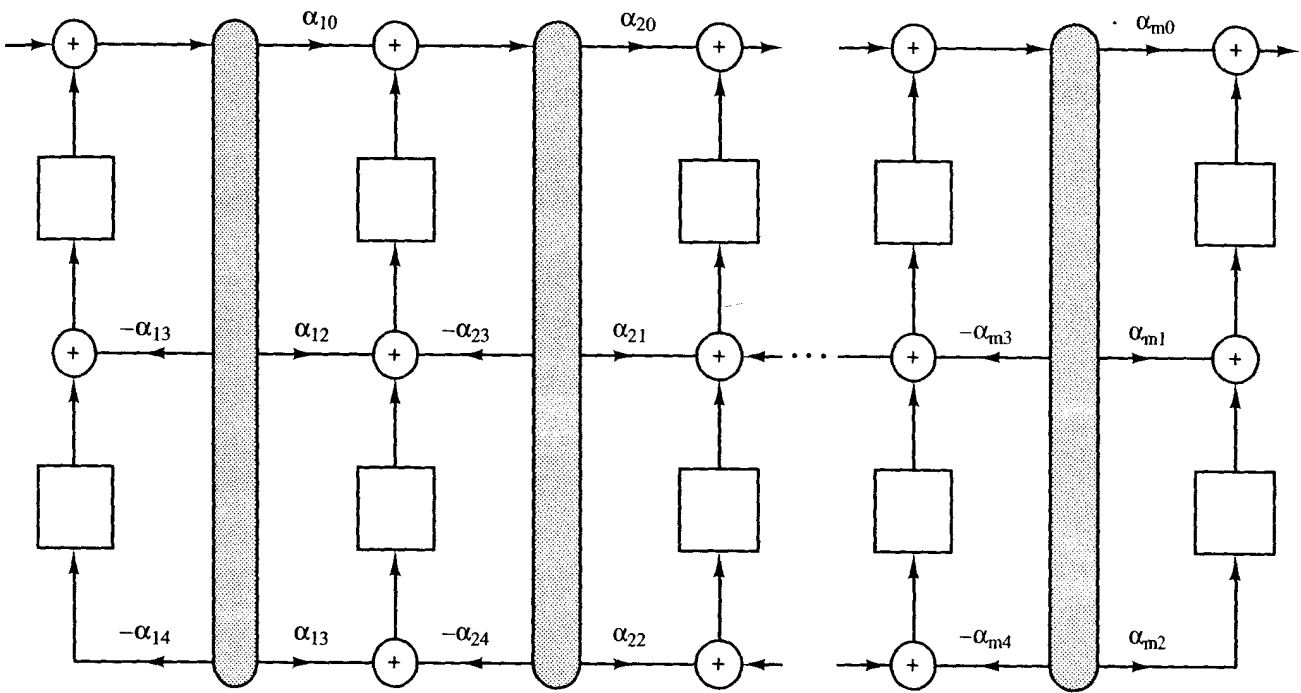 α10 α20 αm0
+ + + + +
−α13 α12 −α23 α21 −αm3 αm1
+ + + ... + +
−α14 α13 −α24 α22 −αm4 αm2
+ + +